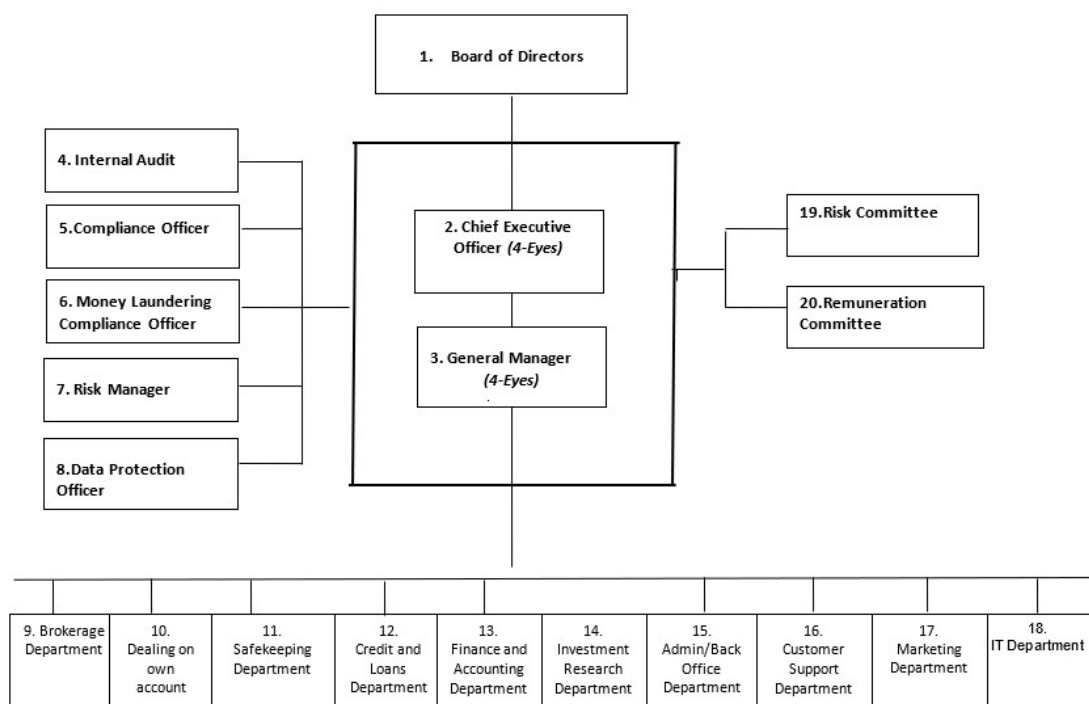 1. Board of Directors
4. Internal Audit
5.Compliance Officer
6. Money Laundering
Compliance Officer
7. Risk Manager
8.Data Protection
Officer
2. Chief Executive
Officer (4-Eyes)
3. General Manager
(4-Eyes)
19.Risk Committee
20.Remuneration
Committee
9. Brokerage
Department
10.
Dealing on
own
account
11.
Safekeeping
Department
12.
Credit and
Loans
Department
13.
Finance and
Accounting
Department
14.
Investment
Research
Department
15.
Admin/Back
Office
Department
16.
Customer
Support
Department
17.
Marketing
Department
18.
IT Department